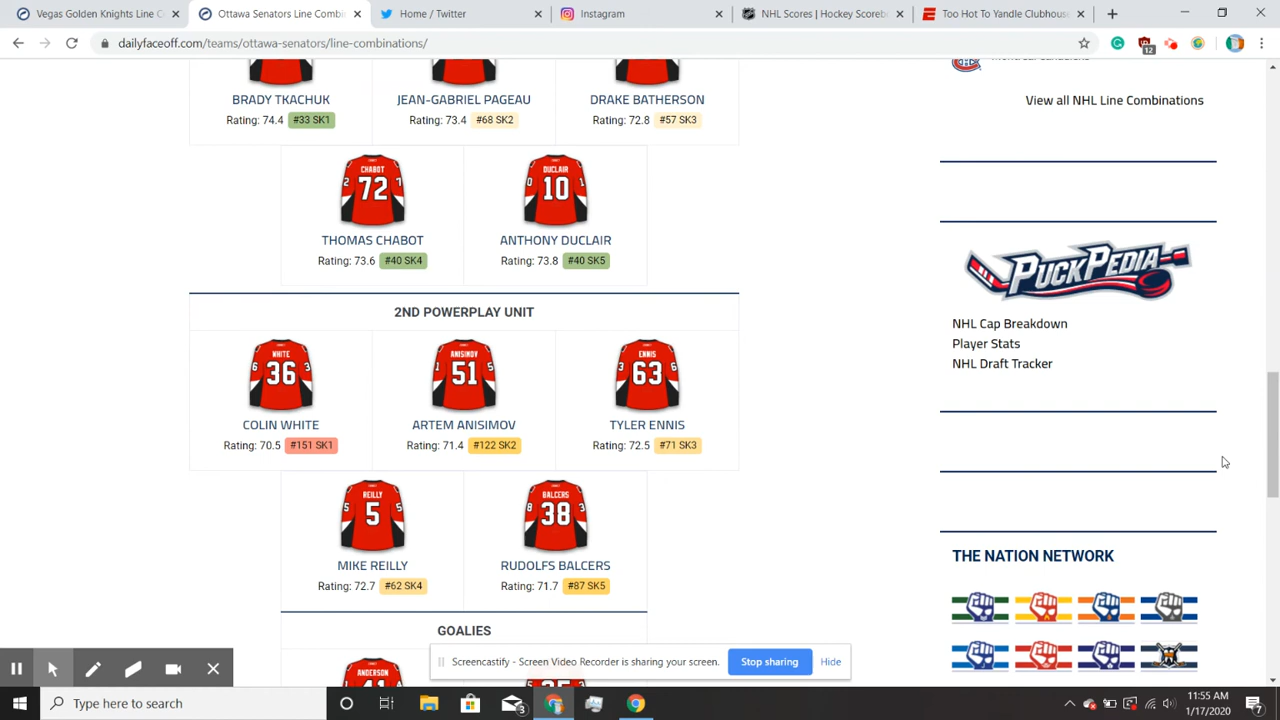 Vegas Golden Knights Line C
Ottawa Senators Line Combin
Home / Twitter
Instagram
NHL Scores | Hockey Scoreb
Too Hot To Yandle Clubhous
dailyfaceoff.com/teams/ottawa-senators/line-combinations/
12
BRADY TKACHUK
JEAN-GABRIEL PAGEAU
DRAKE BATHERSON
Rating: 74.4 #33 SK1
Rating: 73.4 #68 SK2
Rating: 72.8 #57 SK3
CHABOT
72
DUCLAIR
10
THOMAS CHABOT
ANTHONY DUCLAIR
Rating: 73.6 #40 SK4
Rating: 73.8 #40 SK5
2ND POWERPLAY UNIT
WHITE
36
ANISIMOV
51
ENNIS
63
COLIN WHITE
ARTEM ANISIMOV
TYLER ENNIS
Rating: 70.5 #151 SK1
Rating: 71.4 #122 SK2
Rating: 72.5 #71 SK3
REILLY
5
BALCERS
38
MIKE REILLY
RUDOLFS BALCERS
Rating: 72.7 #62 SK4
Rating: 71.7 #87 SK5
GOALIES
ANDERSON
View all NHL Line Combinations
PUCKPEDIA
NHL Cap Breakdown
Player Stats
NHL Draft Tracker
THE NATION NETWORK
Screencastify - Screen Video Recorder is sharing your screen.
Stop sharing
Hide
Type here to search
3
11:55 AM
1/17/2020
7